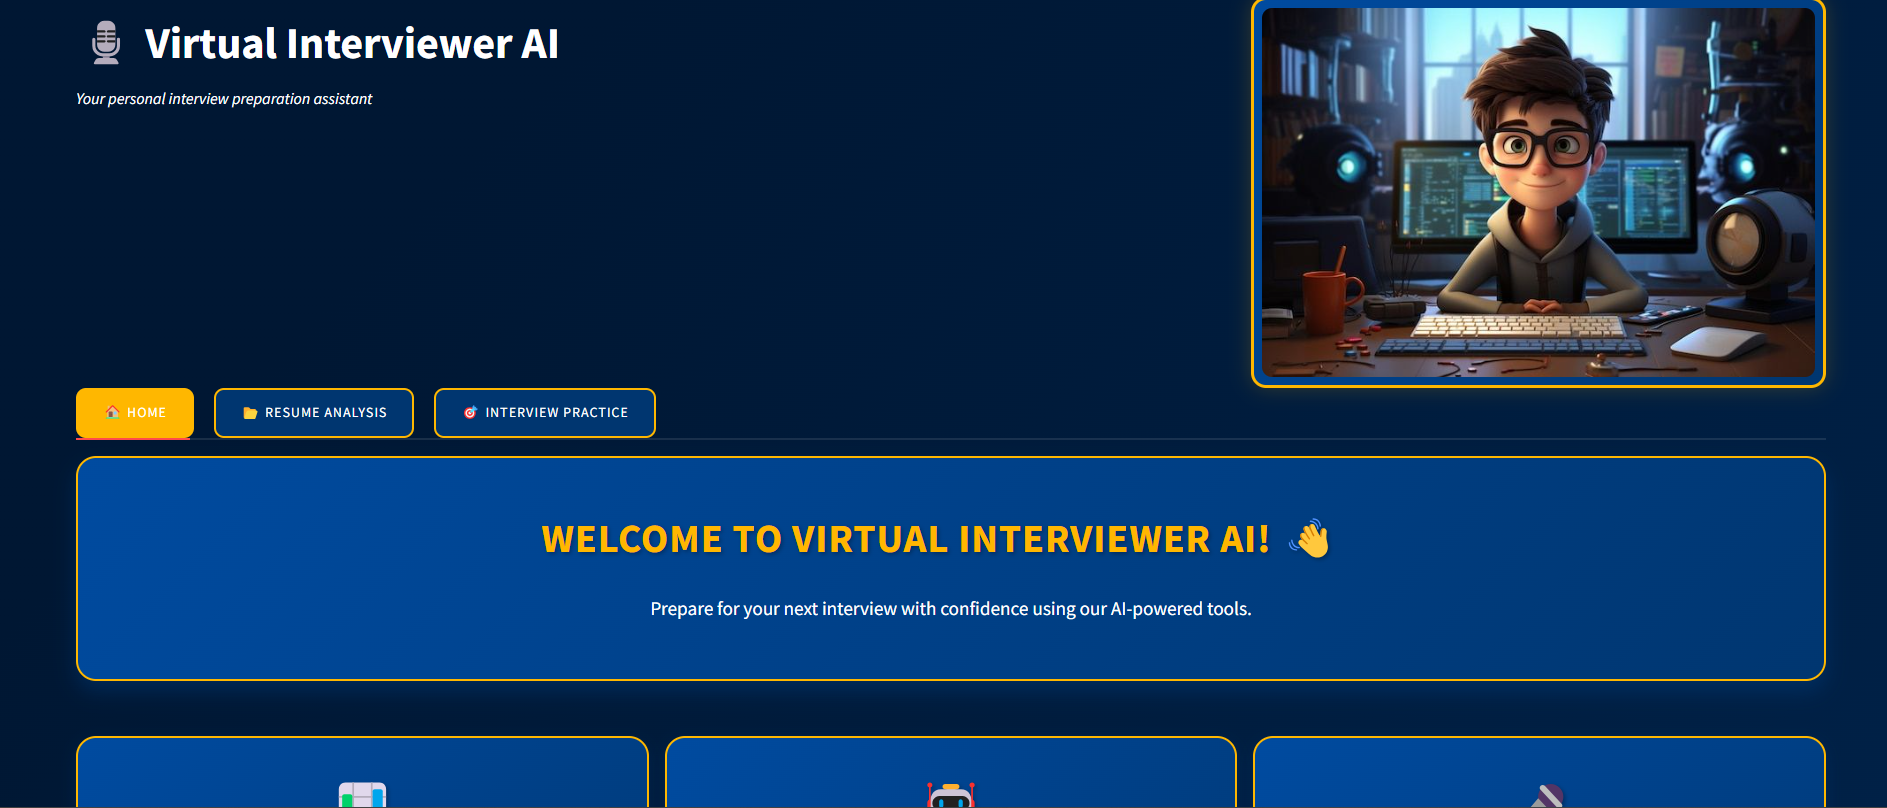 Virtual Interviewer AI
Your personal interview preparation assistant
HOME
RESUME ANALYSIS
INTERVIEW PRACTICE
WELCOME TO VIRTUAL INTERVIEWER AI!
Prepare for your next interview with confidence using our AI-powered tools.